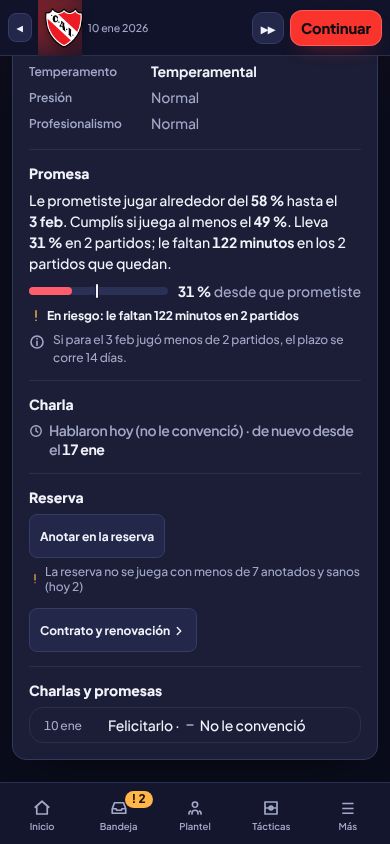 C.A.I.
10 ene 2026
Continuar
Temperamento Temperamental
Presión Normal
Profesionalismo Normal
Promesa
Le prometiste jugar alrededor del 58 % hasta el
3 feb. Cumplís si juega al menos el 49 %. Lleva
31 % en 2 partidos; le faltan 122 minutos en los 2
partidos que quedan.
31 % desde que prometiste
! En riesgo: le faltan 122 minutos en 2 partidos
Si para el 3 feb jugó menos de 2 partidos, el plazo se
corre 14 días.
Charla
Hablaron hoy (no le convenció) · de nuevo desde
el 17 ene
Reserva
Anotar en la reserva
! La reserva no se juega con menos de 7 anotados y sanos
(hoy 2)
Contrato y renovación
Charlas y promesas
10 ene Felicitarlo · – No le convenció
! 2
Inicio Bandeja Plantel Tácticas Más